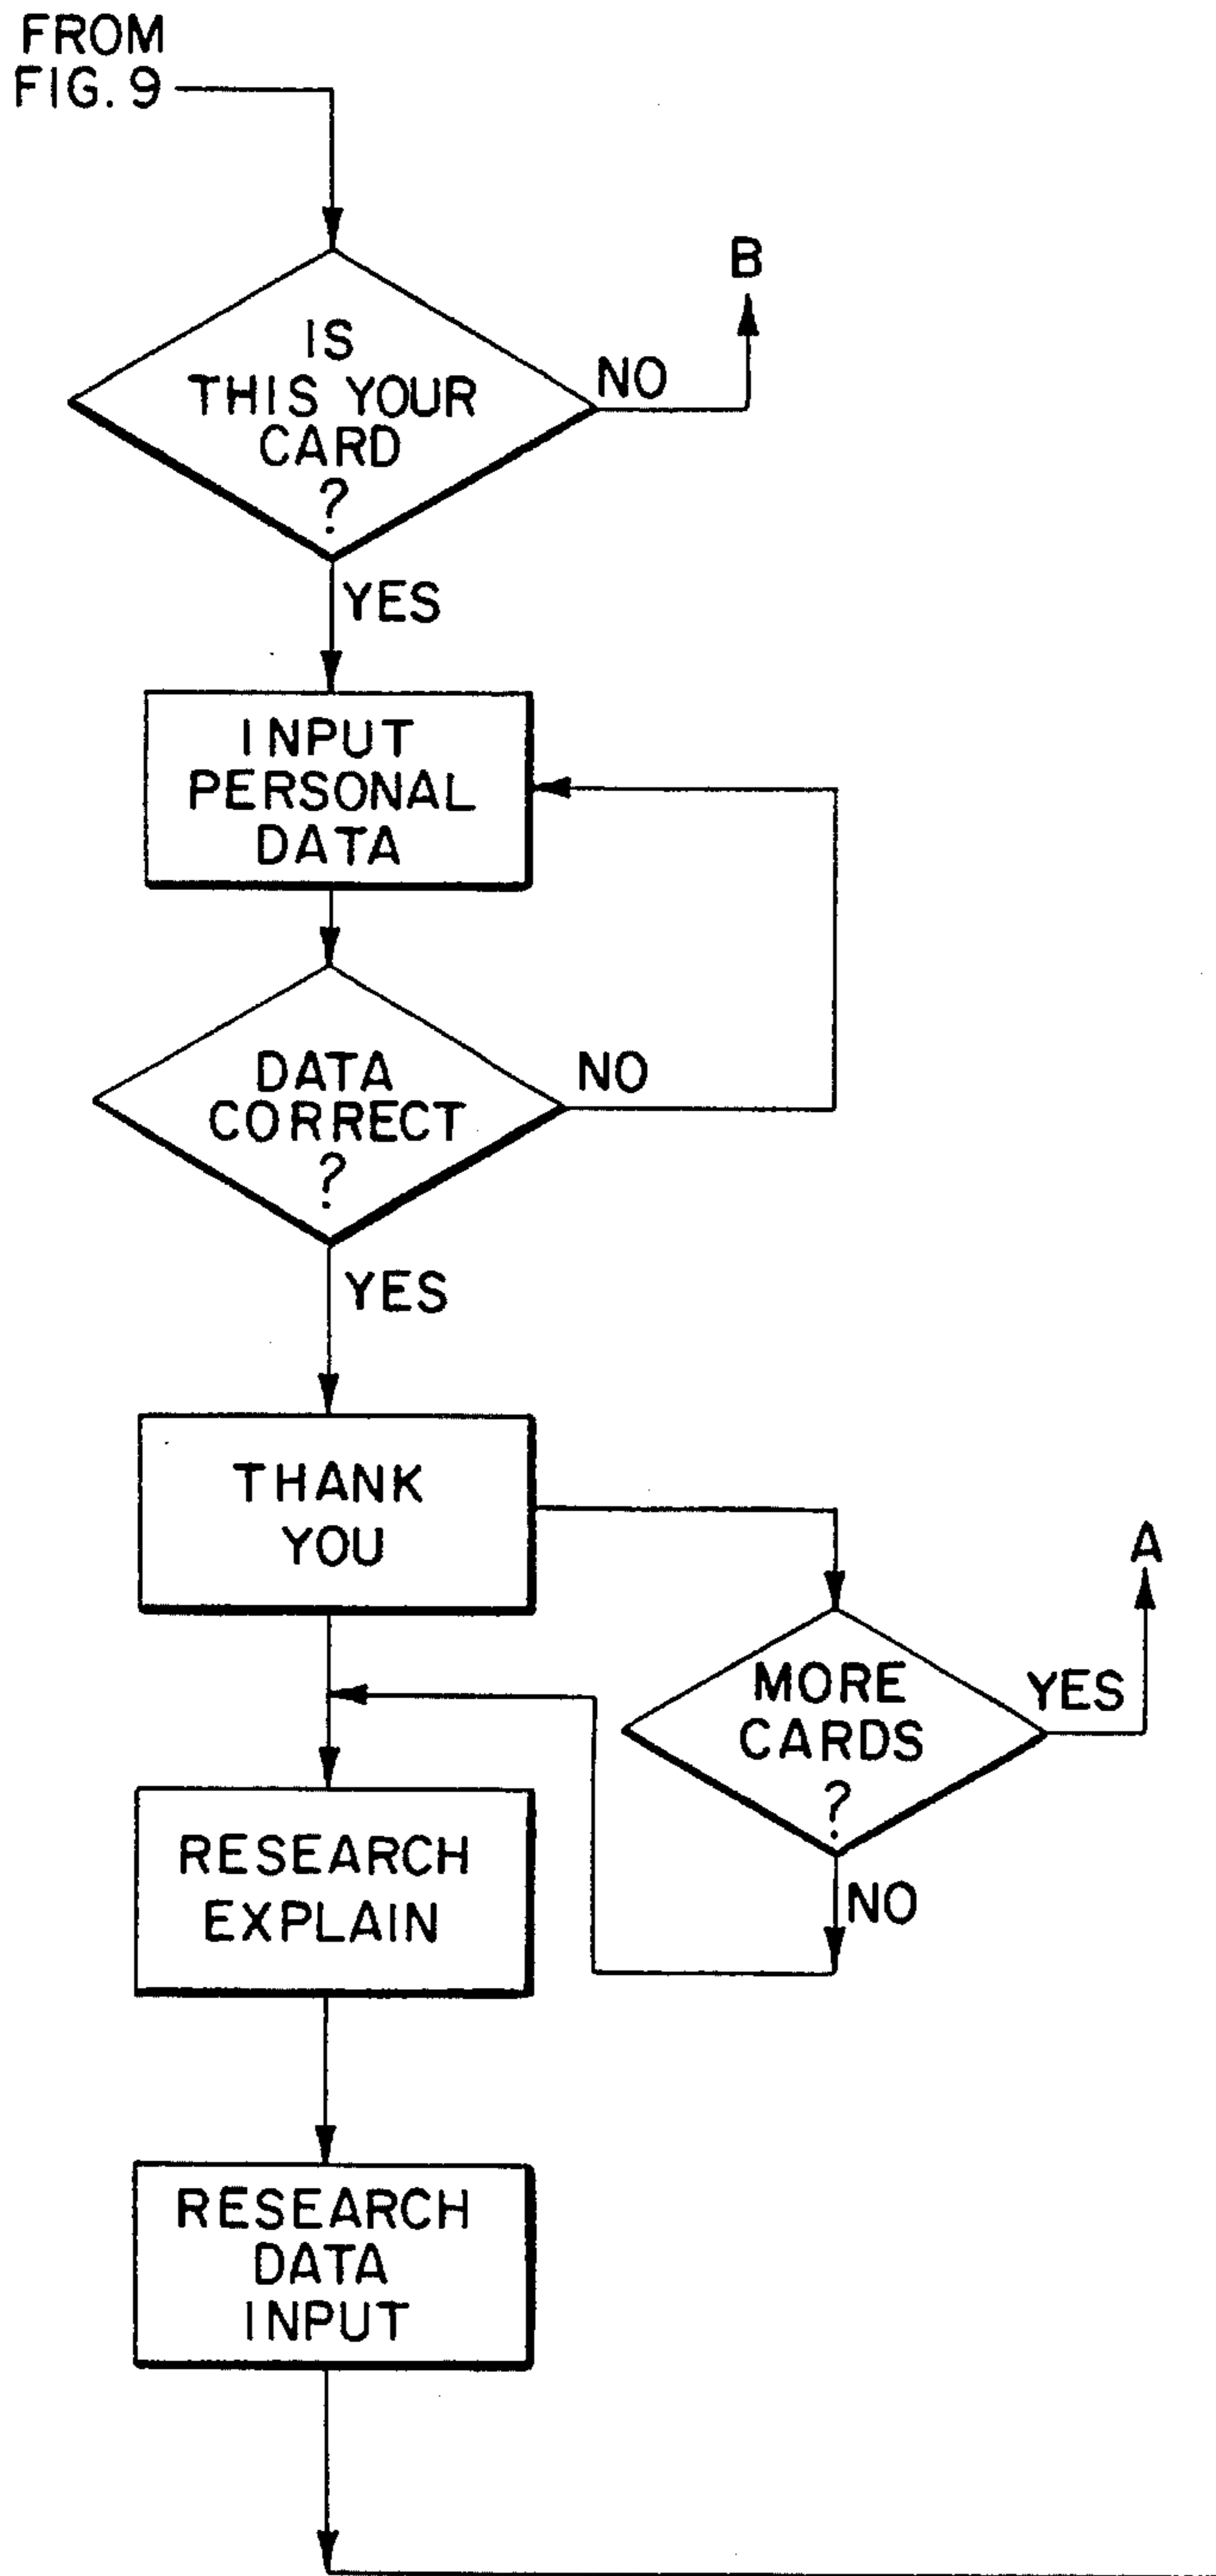 FROM
FIG. 9
B
IS
THIS YOUR
CARD
?
NO
YES
INPUT
PERSONAL
DATA
DATA
CORRECT
?
NO
YES
THANK
YOU
A
MORE
CARDS
?
YES
NO
RESEARCH
EXPLAIN
RESEARCH
DATA
INPUT